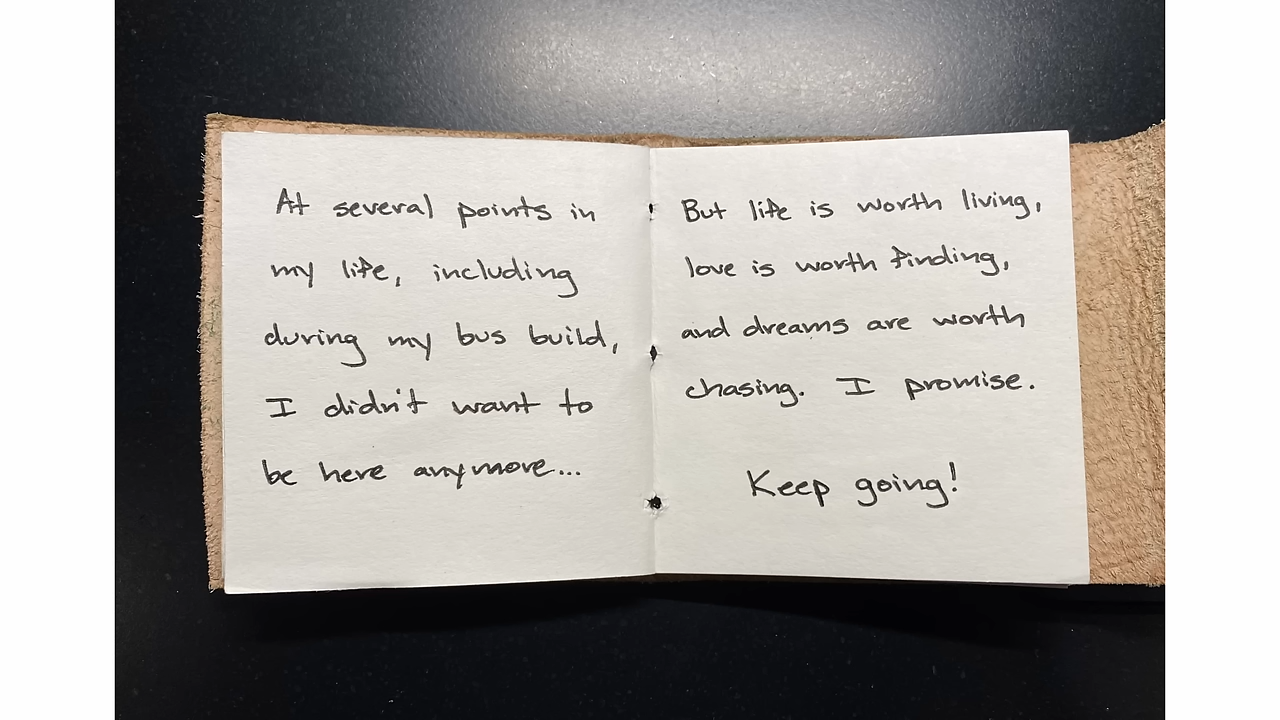 At several points in
my life, including
during my bus build,
I didn't want to
be here anymore...
But life is worth living,
love is worth finding,
and dreams are worth
chasing. I promise.
Keep going!